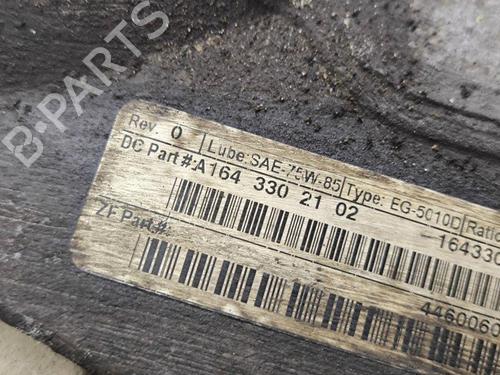 Rev. 0 Lube: SAE-75W-85 Type: EG-5010D Ratio
DC Part#: A164 330 21 02
164330
ZF Part#:
4460060
B-PARTS